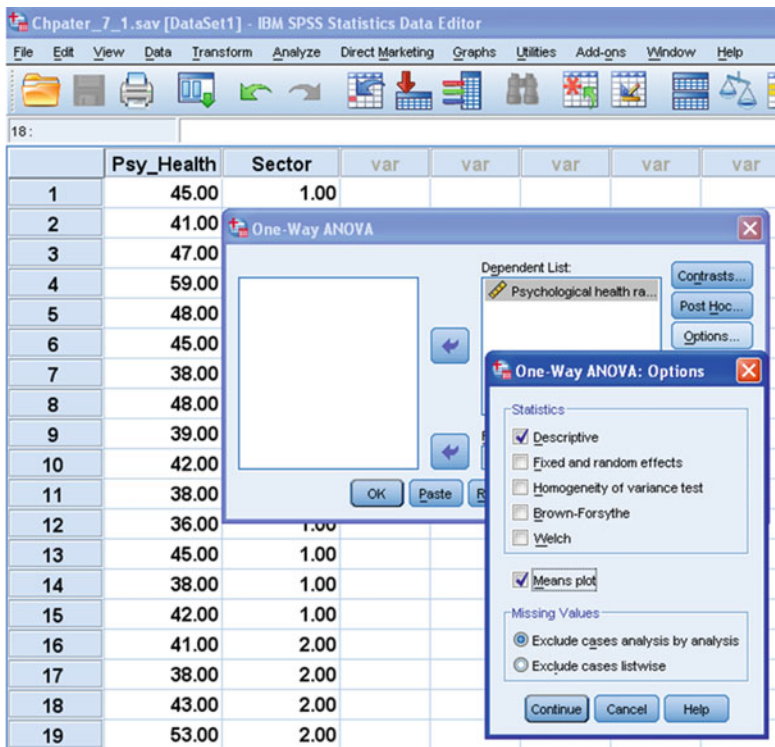 Chpater_7_1.sav [DataSet1] - IBM SPSS Statistics Data Editor
File Edit View Data Transform Analyze Direct Marketing Graphs Utilities Add-ons Window Help
18 :
Psy_Health Sector var var var var var
1 45.00 1.00
2 41.00
3 47.00
4 59.00
5 48.00
6 45.00
7 38.00
8 48.00
9 39.00
10 42.00
11 38.00
12 36.00 1.00
13 45.00 1.00
14 38.00 1.00
15 42.00 1.00
16 41.00 2.00
17 38.00 2.00
18 43.00 2.00
19 53.00 2.00
One-Way ANOVA
Dependent List:
Psychological health ra...
Contrasts...
Post Hoc...
Options...
OK Paste R
One-Way ANOVA: Options
Statistics
Descriptive
Fixed and random effects
Homogeneity of variance test
Brown-Forsythe
Welch
Means plot
Missing Values
Exclude cases analysis by analysis
Exclude cases listwise
Continue Cancel Help